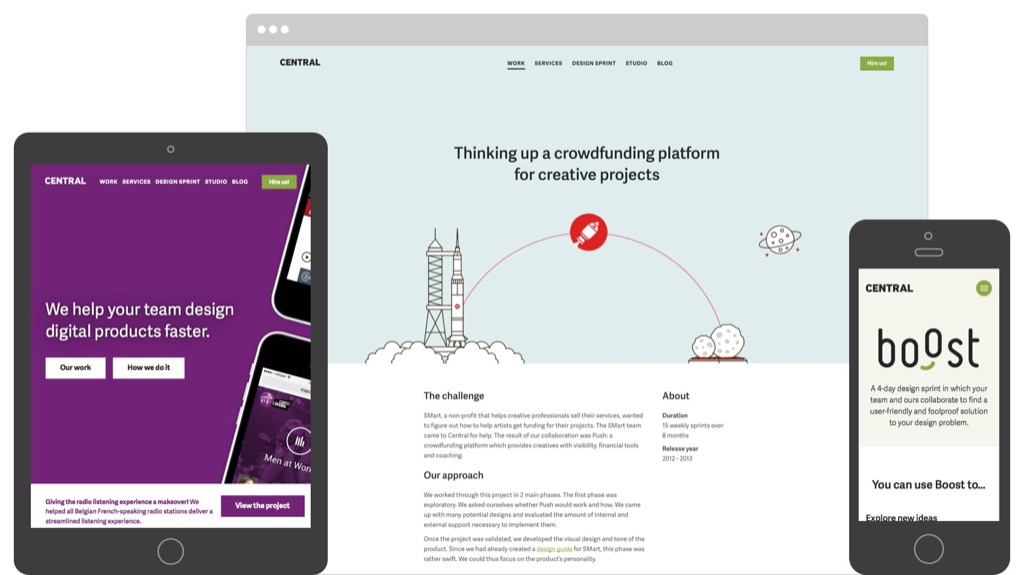 CENTRAL
WORK SERVICES DESIGN SPRINT STUDIO BLOG
Hire us!
Thinking up a crowdfunding platform
for creative projects
The challenge
SMart, a non-profit that helps creative professionals sell their services, wanted
to figure out how to help artists get funding for their projects. The SMart team
came to Central for help. The result of our collaboration was Push: a
crowdfunding platform which provides creatives with visibility, financial tools
and coaching.
Our approach
We worked through this project in 2 main phases. The first phase was
exploratory. We asked ourselves whether Push would work and how. We came
up with many potential designs and evaluated the amount of internal and
external support necessary to implement them.
Once the project was validated, we developed the visual design and tone of the
product. Since we had already created a design guide for SMart, this phase was
rather swift. We could thus focus on the product's personality.
About
Duration
15 weekly sprints over
8 months
Release year
2012 - 2013
CENTRAL
WORK SERVICES DESIGN SPRINT STUDIO BLOG
Hire us!
We help your team design
digital products faster.
Our work
How we do it
Men at Wor
Giving the radio listening experience a makeover! We
helped all Belgian French-speaking radio stations deliver a
streamlined listening experience.
View the project
CENTRAL
boost
A 4-day design sprint in which your
team and ours collaborate to find a
user-friendly and foolproof solution
to your design problem.
You can use Boost to...
Explore new ideas